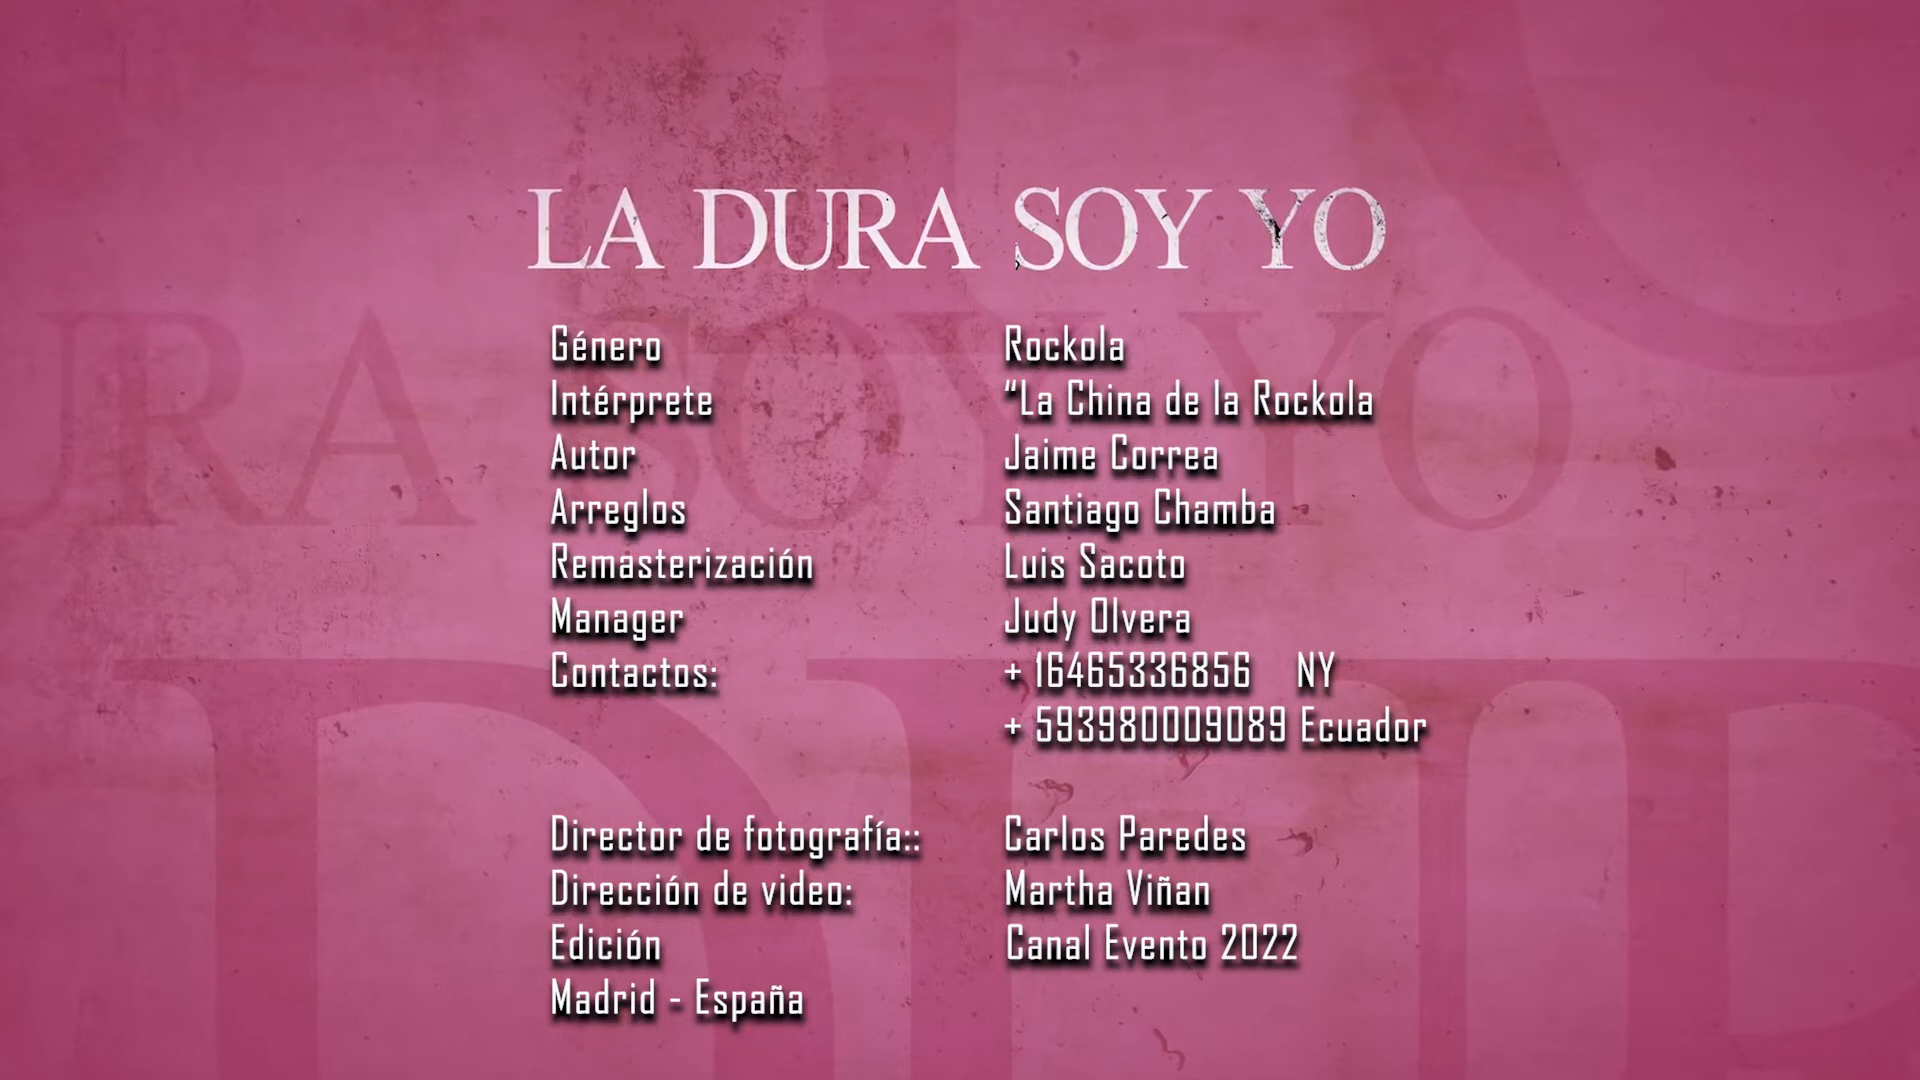 LA DURA SOY YO
Género Rockola
Intérprete “La China de la Rockola
Autor Jaime Correa
Arreglos Santiago Chamba
Remasterización Luis Sacoto
Manager Judy Olvera
Contactos: + 16465336856 NY
+ 593980009089 Ecuador
Director de fotografía:: Carlos Paredes
Dirección de video: Martha Viñan
Edición Canal Evento 2022
Madrid - España